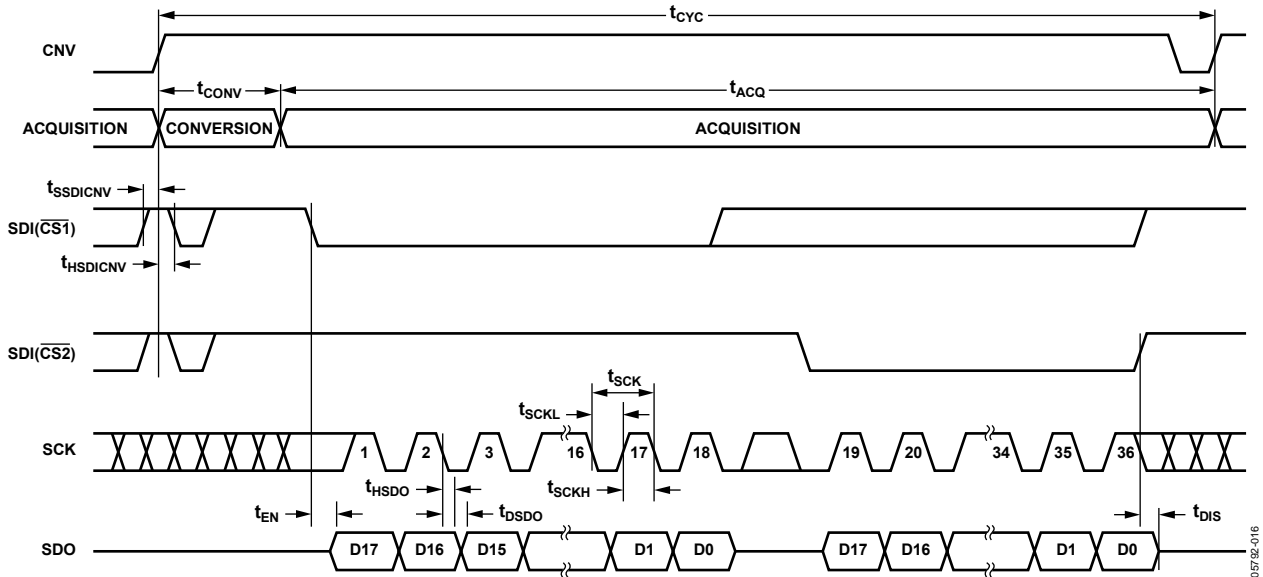 tCYC
CNV
tCONV
tACQ
ACQUISITION CONVERSION ACQUISITION
tSSDICNV
SDI(CS1)
tHSDICNV
SDI(CS2)
tSCK
tSCKL
SCK 1 2 3 16 17 18 19 20 34 35 36
tHSDO
tSCKH
tEN
tDSDO
tDIS
SDO D17 D16 D15 D1 D0 D17 D16 D1 D0
05792-016